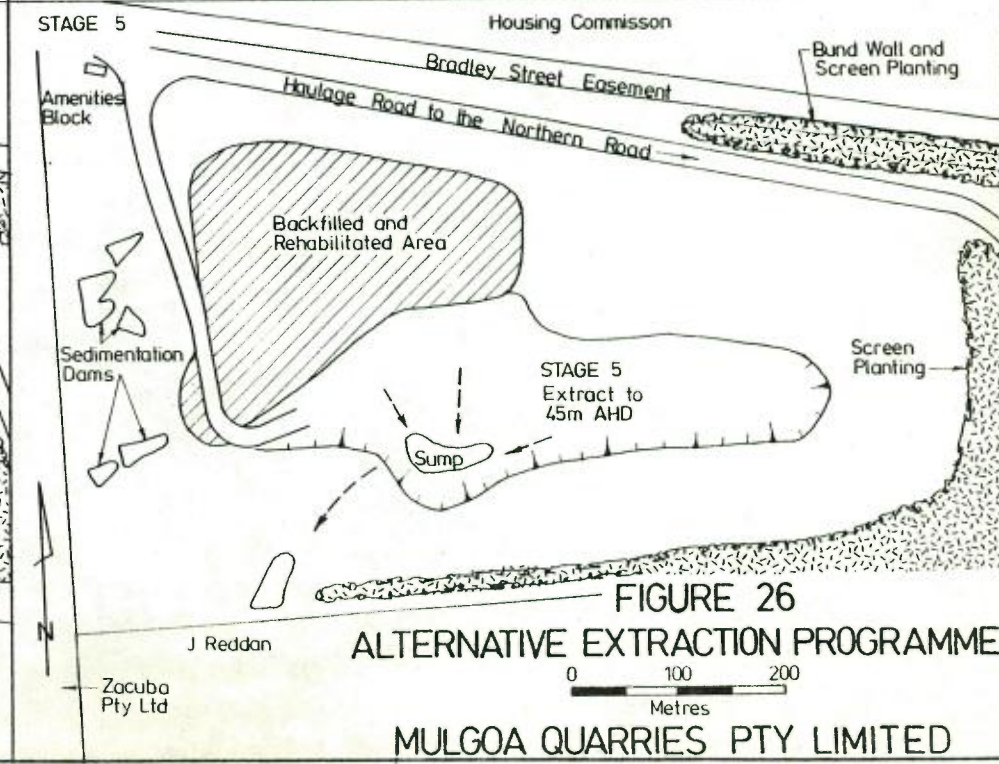 STAGE 5
Housing Commisson
Bradley Street Easement
Haulage Road to the Northern Road
Bund Wall and
Screen Planting
Amenities
Block
Backfilled and
Rehabilitated Area
Sedimentation
Dams
STAGE 5
Extract to
45m AHD
Screen
Planting
Sump
N
J Reddan
Zacuba
Pty Ltd
FIGURE 26
ALTERNATIVE EXTRACTION PROGRAMME
0 100 200
Metres
MULGOA QUARRIES PTY LIMITED